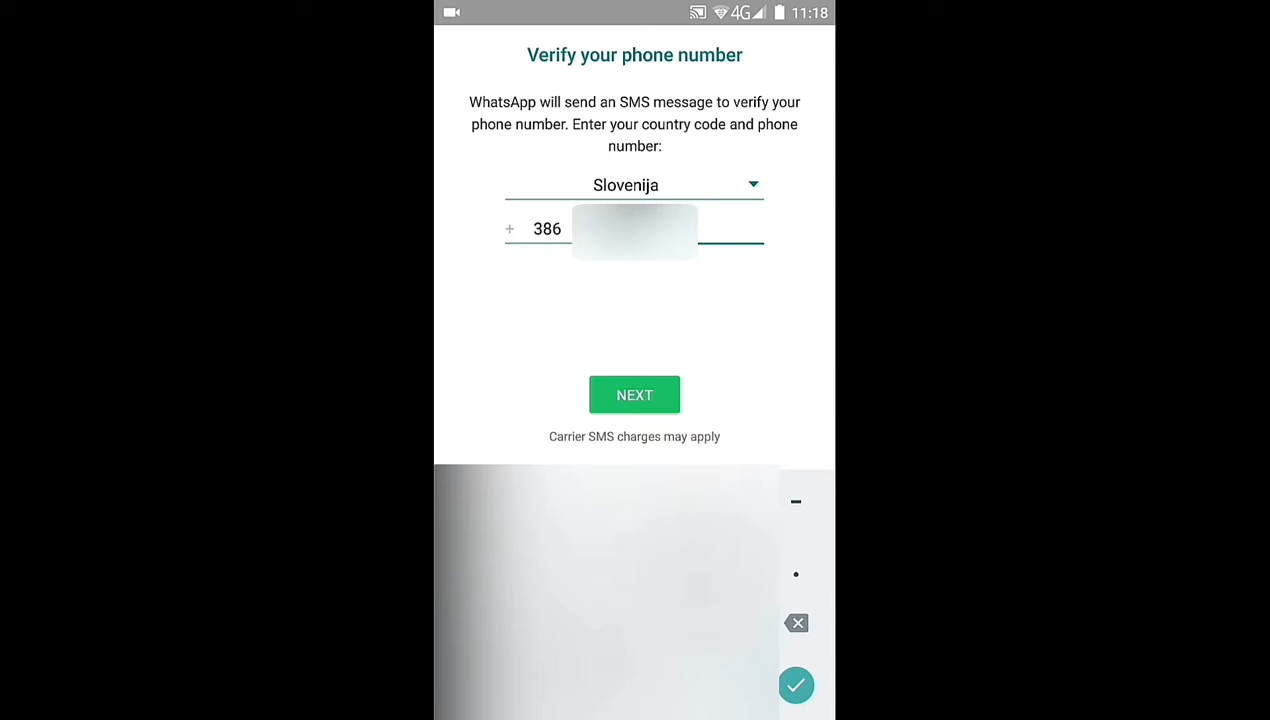 4G 11:18
Verify your phone number
WhatsApp will send an SMS message to verify your
phone number. Enter your country code and phone
number:
Slovenija
+ 386
NEXT
Carrier SMS charges may apply
-
.